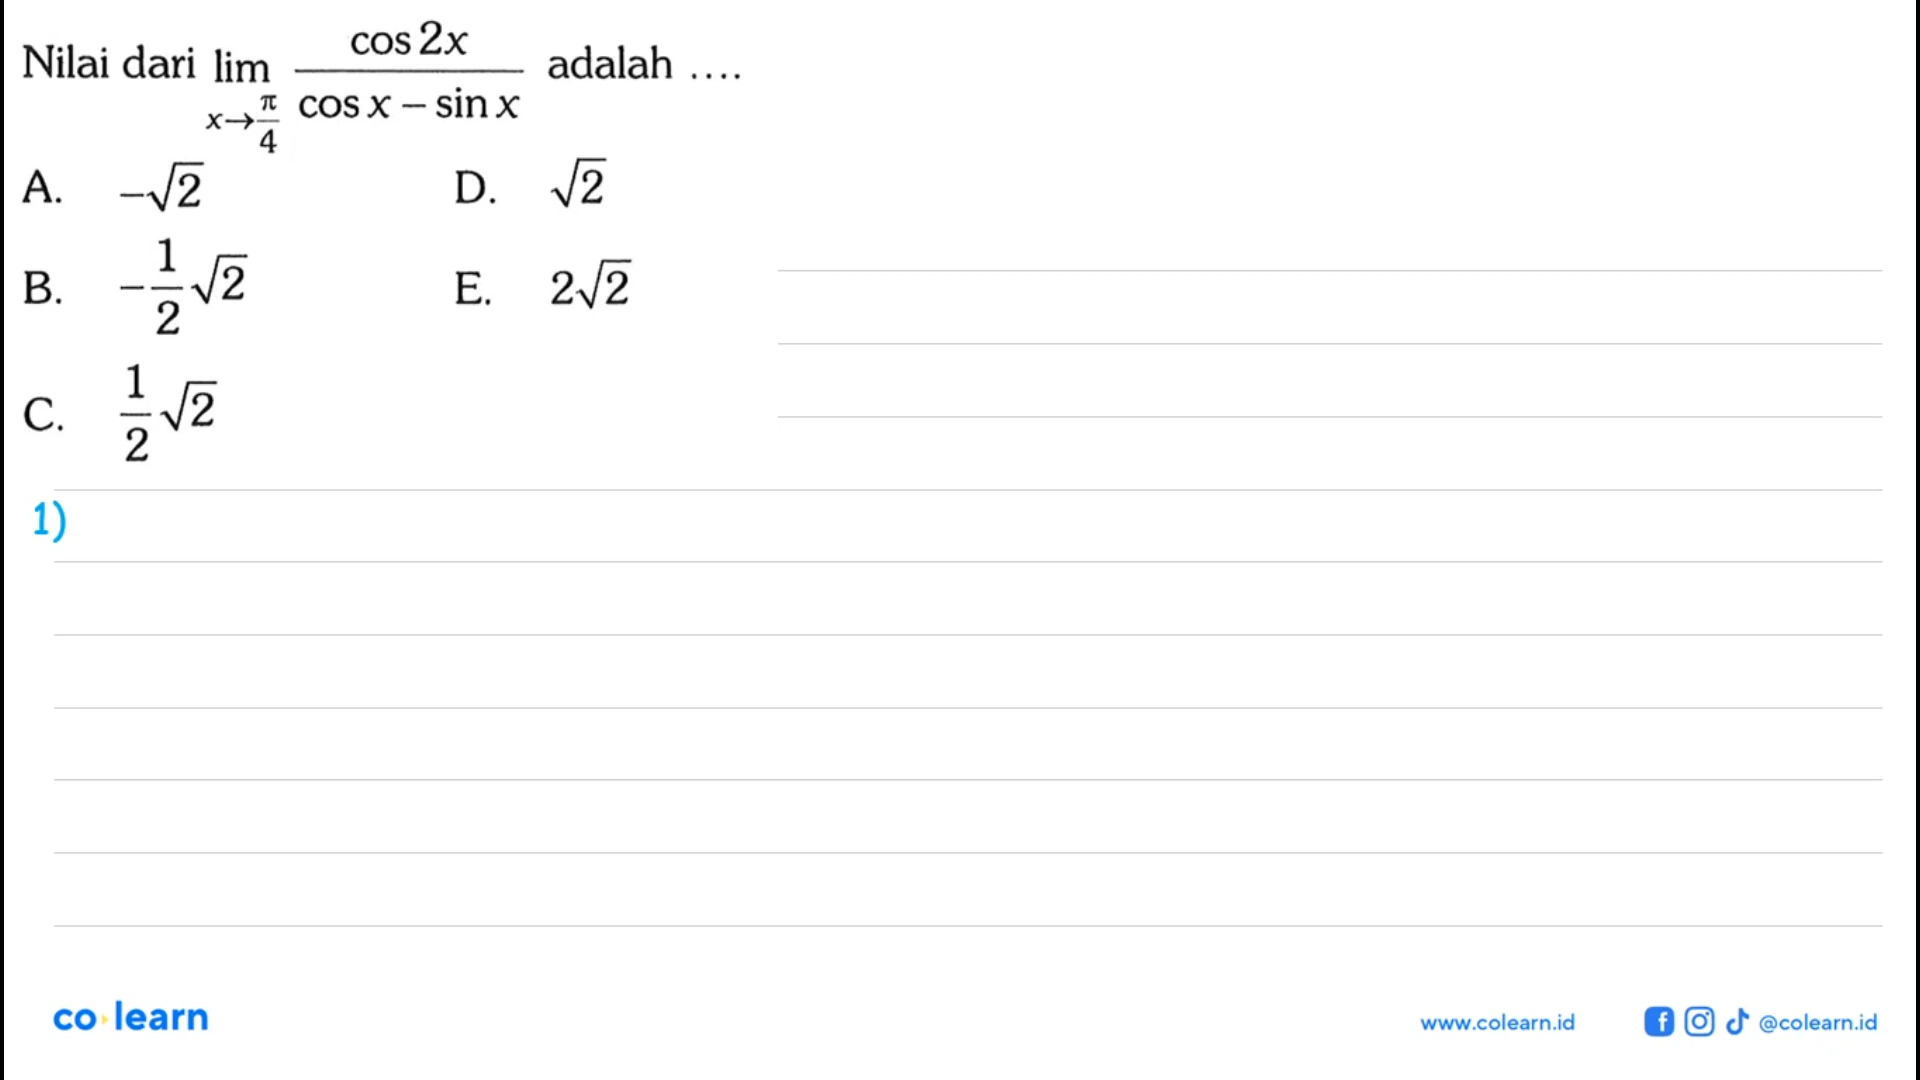 Nilai dari lim x→π/4 cos 2x / cos x – sin x adalah ....
A. –√2
D. √2
B. –1/2 √2
E. 2√2
C. 1/2 √2
1)
co learn
www.colearn.id
@colearn.id